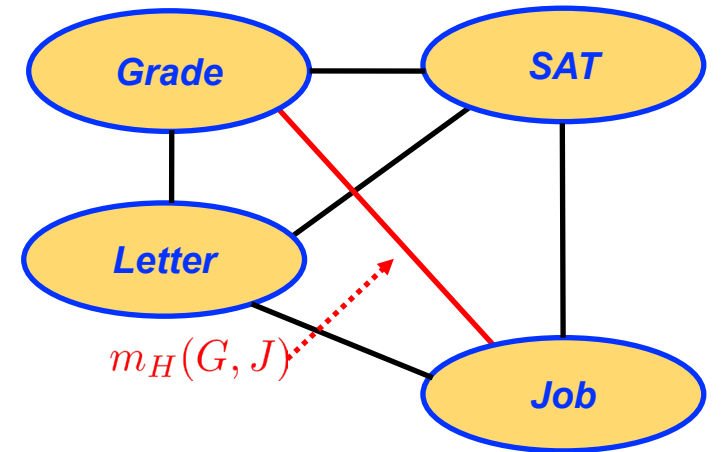 Grade
SAT
Letter
m_H(G, J)
Job